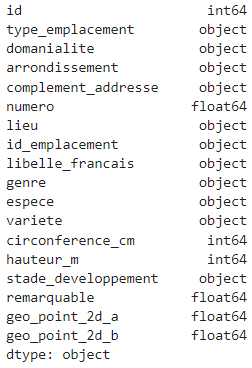 id int64
type_emplacement object
domanialite object
arrondissement object
complement_addresse object
numero float64
lieu object
id_emplacement object
libelle_francais object
genre object
espece object
variete object
circonference_cm int64
hauteur_m int64
stade_developpement object
remarquable float64
geo_point_2d_a float64
geo_point_2d_b float64
dtype: object